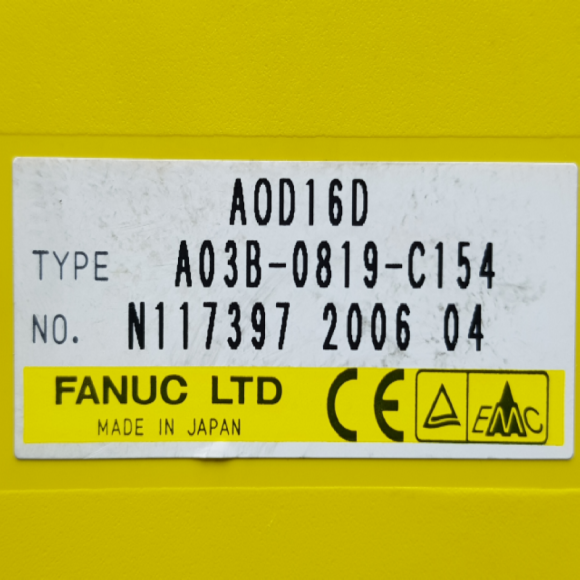 AOD16D
TYPE A03B-0819-C154
NO. N117397 2006 04
FANUC LTD
MADE IN JAPAN
CE
EMC